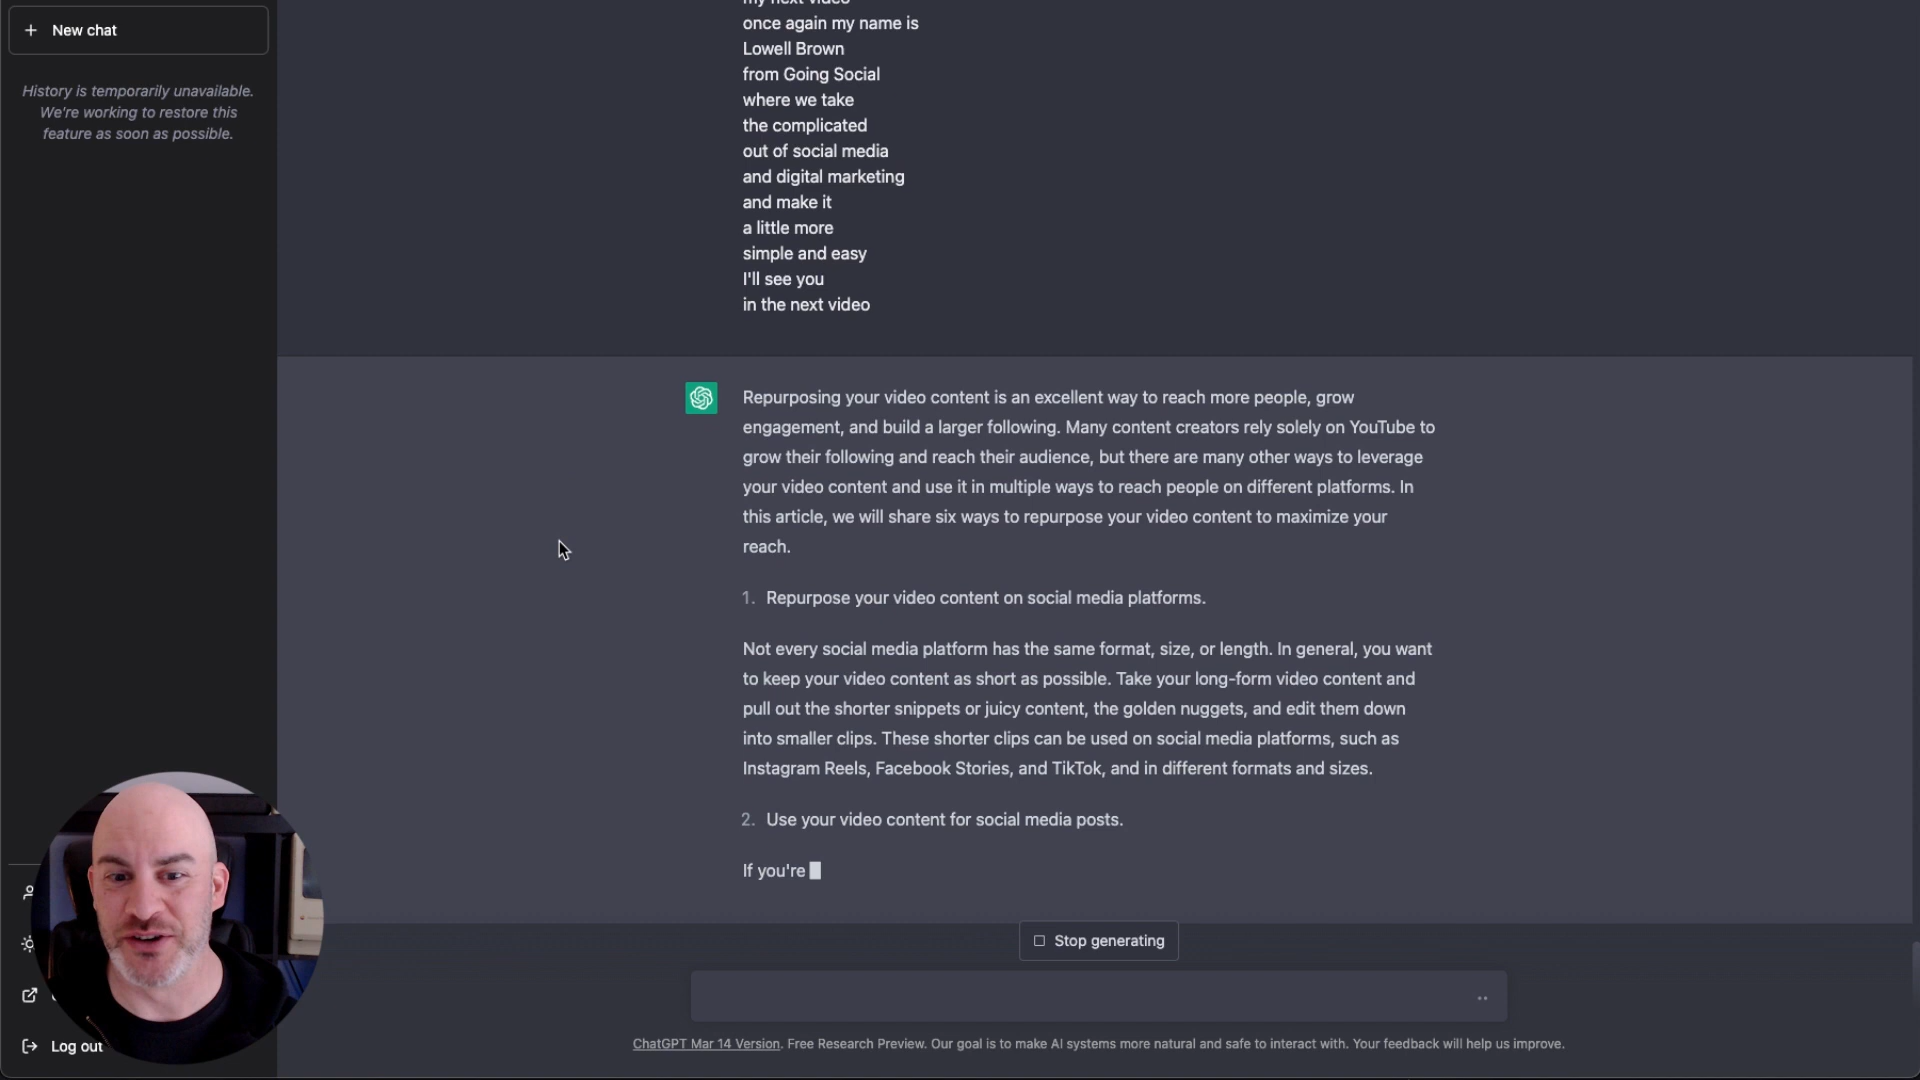 New chat
History is temporarily unavailable.
We're working to restore this
feature as soon as possible.
my next video
once again my name is
Lowell Brown
from Going Social
where we take
the complicated
out of social media
and digital marketing
and make it
a little more
simple and easy
I'll see you
in the next video
Repurposing your video content is an excellent way to reach more people, grow
engagement, and build a larger following. Many content creators rely solely on YouTube to
grow their following and reach their audience, but there are many other ways to leverage
your video content and use it in multiple ways to reach people on different platforms. In
this article, we will share six ways to repurpose your video content to maximize your
reach.
1. Repurpose your video content on social media platforms.
Not every social media platform has the same format, size, or length. In general, you want
to keep your video content as short as possible. Take your long-form video content and
pull out the shorter snippets or juicy content, the golden nuggets, and edit them down
into smaller clips. These shorter clips can be used on social media platforms, such as
Instagram Reels, Facebook Stories, and TikTok, and in different formats and sizes.
2. Use your video content for social media posts.
If you're
Stop generating
Log out
ChatGPT Mar 14 Version. Free Research Preview. Our goal is to make AI systems more natural and safe to interact with. Your feedback will help us improve.